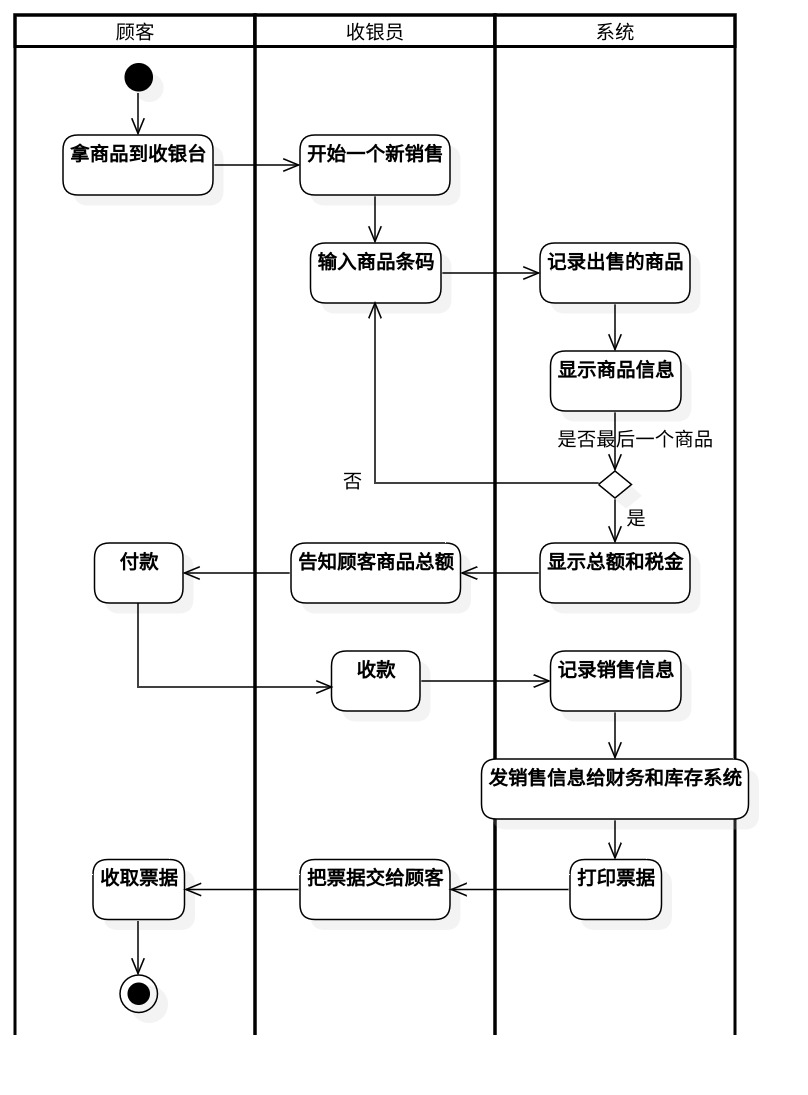 顾客
收银员
系统
拿商品到收银台
开始一个新销售
输入商品条码
记录出售的商品
显示商品信息
是否最后一个商品
否
是
付款
告知顾客商品总额
显示总额和税金
收款
记录销售信息
发销售信息给财务和库存系统
收取票据
把票据交给顾客
打印票据